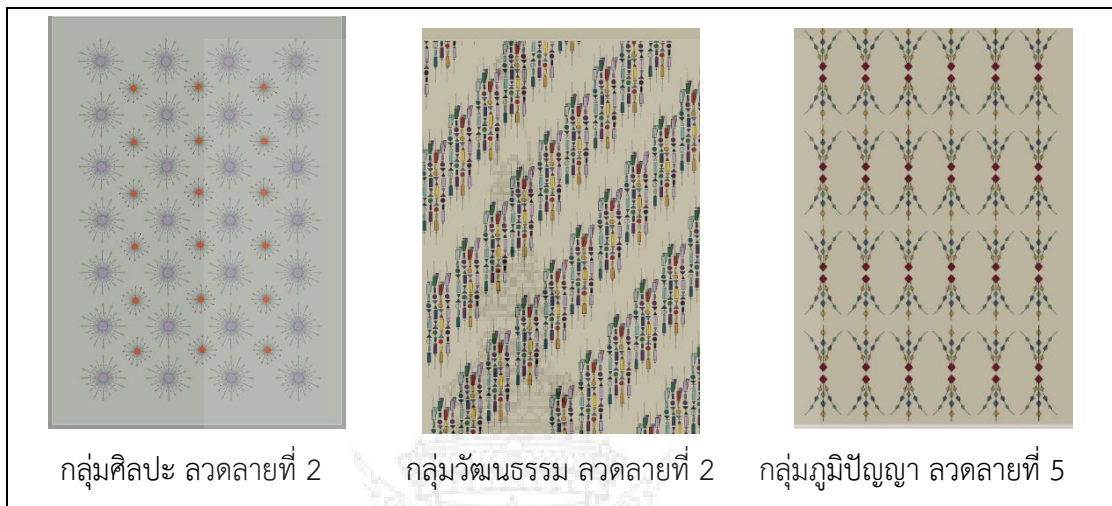 กลุ่มศิลปะ ลวดลายที่ 2
กลุ่มวัฒนธรรม ลวดลายที่ 2
กลุ่มภูมิปัญญา ลวดลายที่ 5